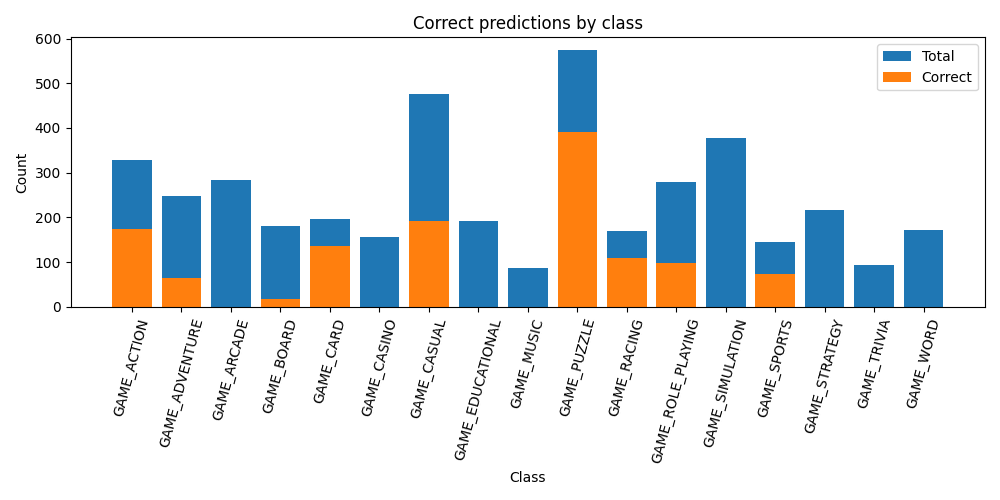 Correct predictions by class
Total
Correct
Count
600
500
400
300
200
100
0
GAME_ACTION
GAME_ADVENTURE
GAME_ARCADE
GAME_BOARD
GAME_CARD
GAME_CASINO
GAME_CASUAL
GAME_EDUCATIONAL
GAME_MUSIC
GAME_PUZZLE
GAME_RACING
GAME_ROLE_PLAYING
GAME_SIMULATION
GAME_SPORTS
GAME_STRATEGY
GAME_TRIVIA
GAME_WORD
Class